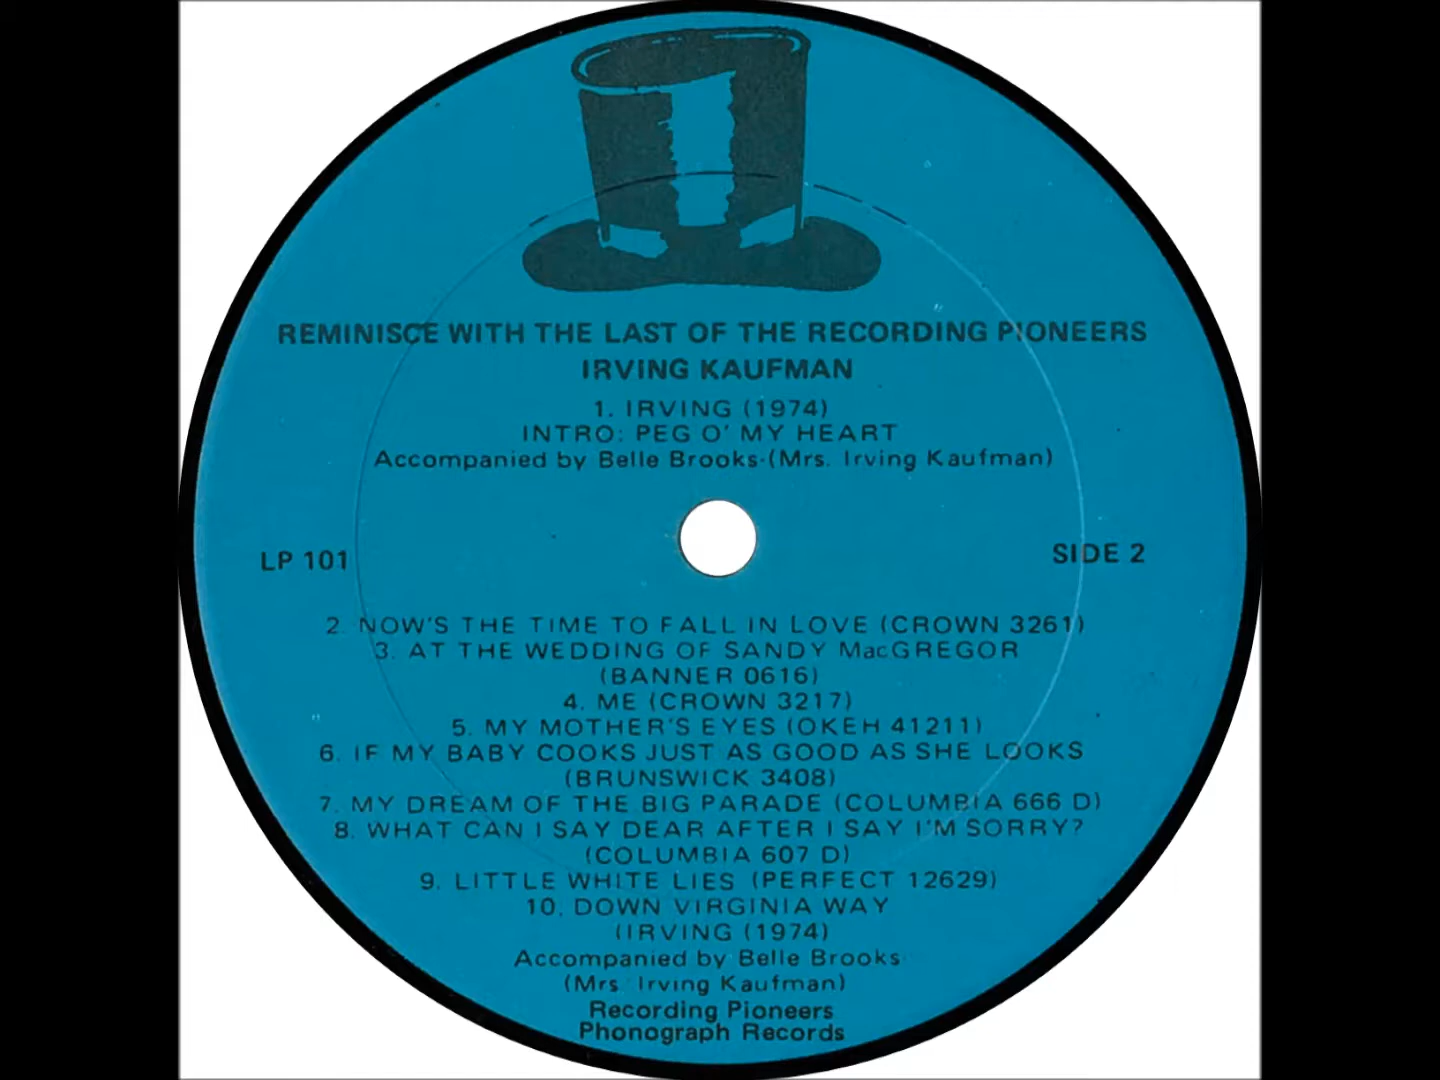 REMINISCE WITH THE LAST OF THE RECORDING PIONEERS
IRVING KAUFMAN
1. IRVING (1974)
INTRO: PEG O' MY HEART
Accompanied by Belle Brooks-(Mrs. Irving Kaufman)
LP 101
SIDE 2
2. NOW'S THE TIME TO FALL IN LOVE (CROWN 3261)
3. AT THE WEDDING OF SANDY MacGREGOR
(BANNER 0616)
4. ME (CROWN 3217)
5. MY MOTHER'S EYES (OKEH 41211)
6. IF MY BABY COOKS JUST AS GOOD AS SHE LOOKS
(BRUNSWICK 3408)
7. MY DREAM OF THE BIG PARADE (COLUMBIA 666 D)
8. WHAT CAN I SAY DEAR AFTER I SAY I'M SORRY?
(COLUMBIA 607 D)
9. LITTLE WHITE LIES (PERFECT 12629)
10. DOWN VIRGINIA WAY
(IRVING (1974)
Accompanied by Belle Brooks
(Mrs. Irving Kaufman)
Recording Pioneers
Phonograph Records